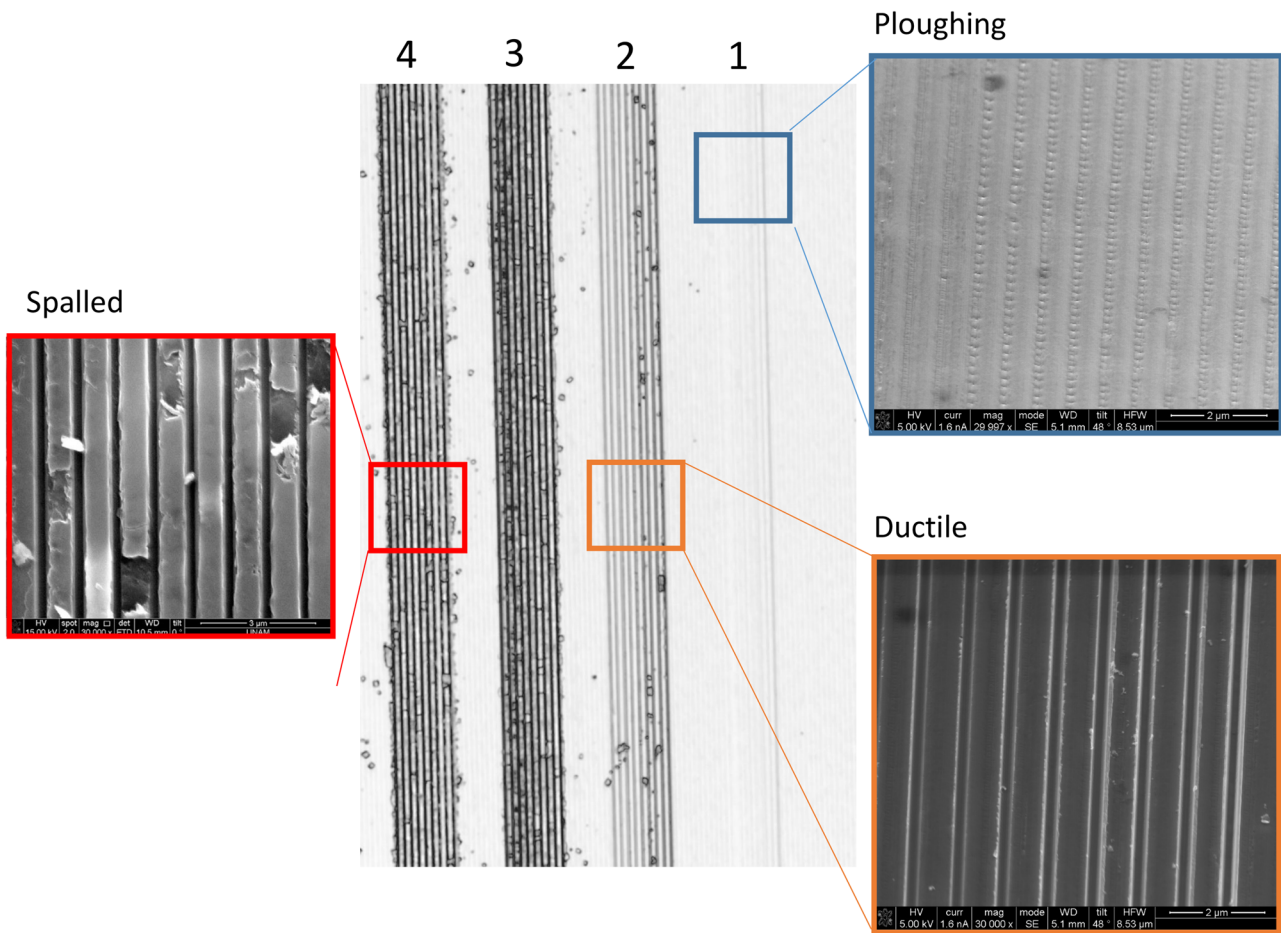 Ploughing
4 3 2 1
HV curr mag mode WD tilt HFW 2 µm
5.00 kV 1.6 nA 29 997 x SE 5.1 mm 48 ° 8.53 µm
Spalled
HV spot mag det WD tilt 3 µm
15.00 kV 2.0 30 000 x ETD 10.5 mm 0 ° UNAM
Ductile
HV curr mag mode WD tilt HFW 2 µm
5.00 kV 1.6 nA 30 000 x SE 5.1 mm 48 ° 8.53 µm